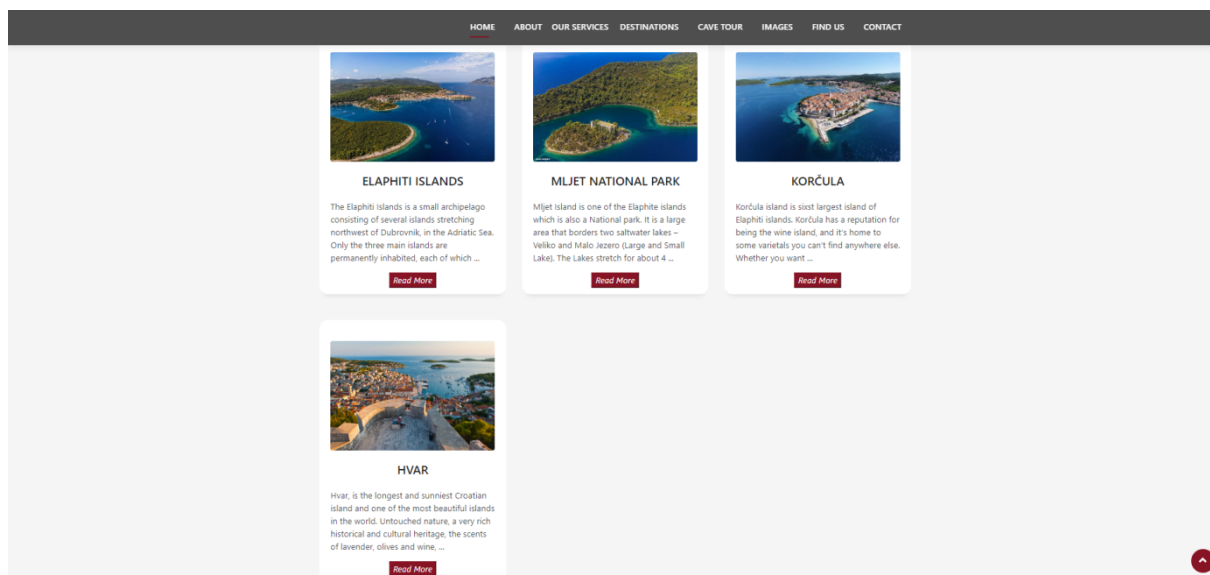 HOME ABOUT OUR SERVICES DESTINATIONS CAVE TOUR IMAGES FIND US CONTACT
ELAPHITI ISLANDS
The Elaphiti Islands is a small archipelago
consisting of several islands stretching
northwest of Dubrovnik, in the Adriatic Sea.
Only the three main islands are
permanently inhabited, each of which ...
Read More
MLJET NATIONAL PARK
Mljet Island is one of the Elaphite islands
which is also a National park. It is a large
area that borders two saltwater lakes –
Veliko and Malo Jezero (Large and Small
Lake). The Lakes stretch for about 4 ...
Read More
KORČULA
Korčula island is sixst largest island of
Elaphiti islands. Korčula has a reputation for
being the wine island, and it's home to
some varietals you can't find anywhere else.
Whether you want ...
Read More
HVAR
Hvar, is the longest and sunniest Croatian
island and one of the most beautiful islands
in the world. Untouched nature, a very rich
historical and cultural heritage, the scents
of lavender, olives and wine, ...
Read More